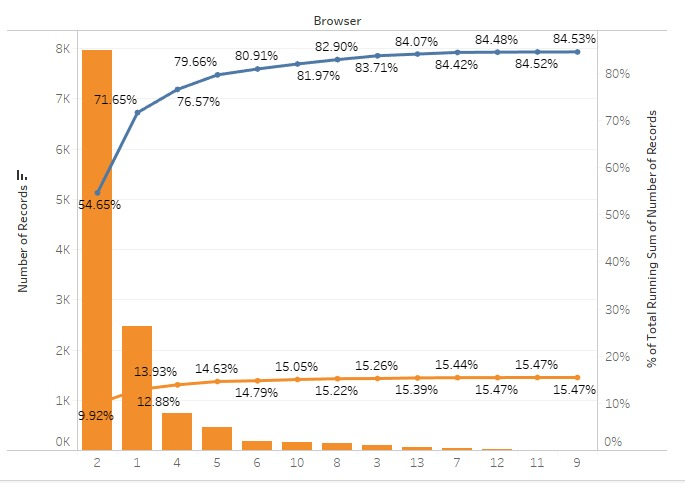 Browser
8K
7K
6K
5K
4K
3K
2K
1K
0K
Number of Records
54.65%
71.65%
76.57%
79.66%
80.91%
81.97%
82.90%
83.71%
84.07%
84.42%
84.48%
84.52%
84.53%
9.92%
12.88%
13.93%
14.63%
14.79%
15.05%
15.22%
15.26%
15.39%
15.44%
15.47%
15.47%
15.47%
80%
70%
60%
50%
40%
30%
20%
10%
0%
% of Total Running Sum of Number of Records
2 1 4 5 6 10 8 3 13 7 12 11 9